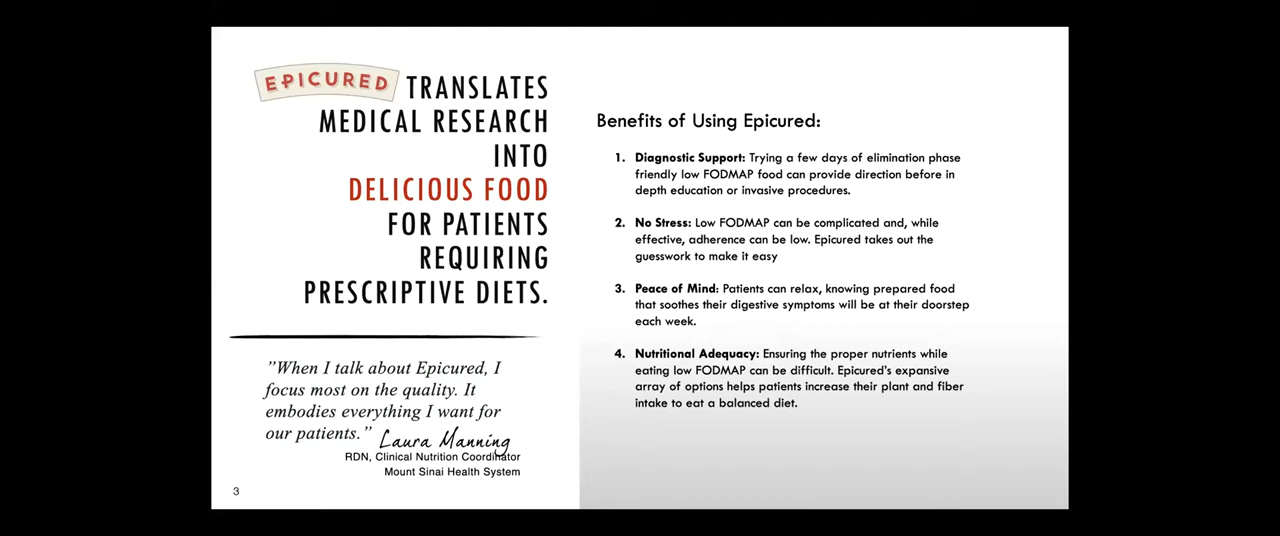 EPICURED TRANSLATES
MEDICAL RESEARCH
INTO
DELICIOUS FOOD
FOR PATIENTS
REQUIRING
PRESCRIPTIVE DIETS.
"When I talk about Epicured, I
focus most on the quality. It
embodies everything I want for
our patients." Laura Manning
RDN, Clinical Nutrition Coordinator
Mount Sinai Health System
3
Benefits of Using Epicured:
1. Diagnostic Support: Trying a few days of elimination phase
friendly low FODMAP food can provide direction before in
depth education or invasive procedures.
2. No Stress: Low FODMAP can be complicated and, while
effective, adherence can be low. Epicured takes out the
guesswork to make it easy
3. Peace of Mind: Patients can relax, knowing prepared food
that soothes their digestive symptoms will be at their doorstep
each week.
4. Nutritional Adequacy: Ensuring the proper nutrients while
eating low FODMAP can be difficult. Epicured's expansive
array of options helps patients increase their plant and fiber
intake to eat a balanced diet.